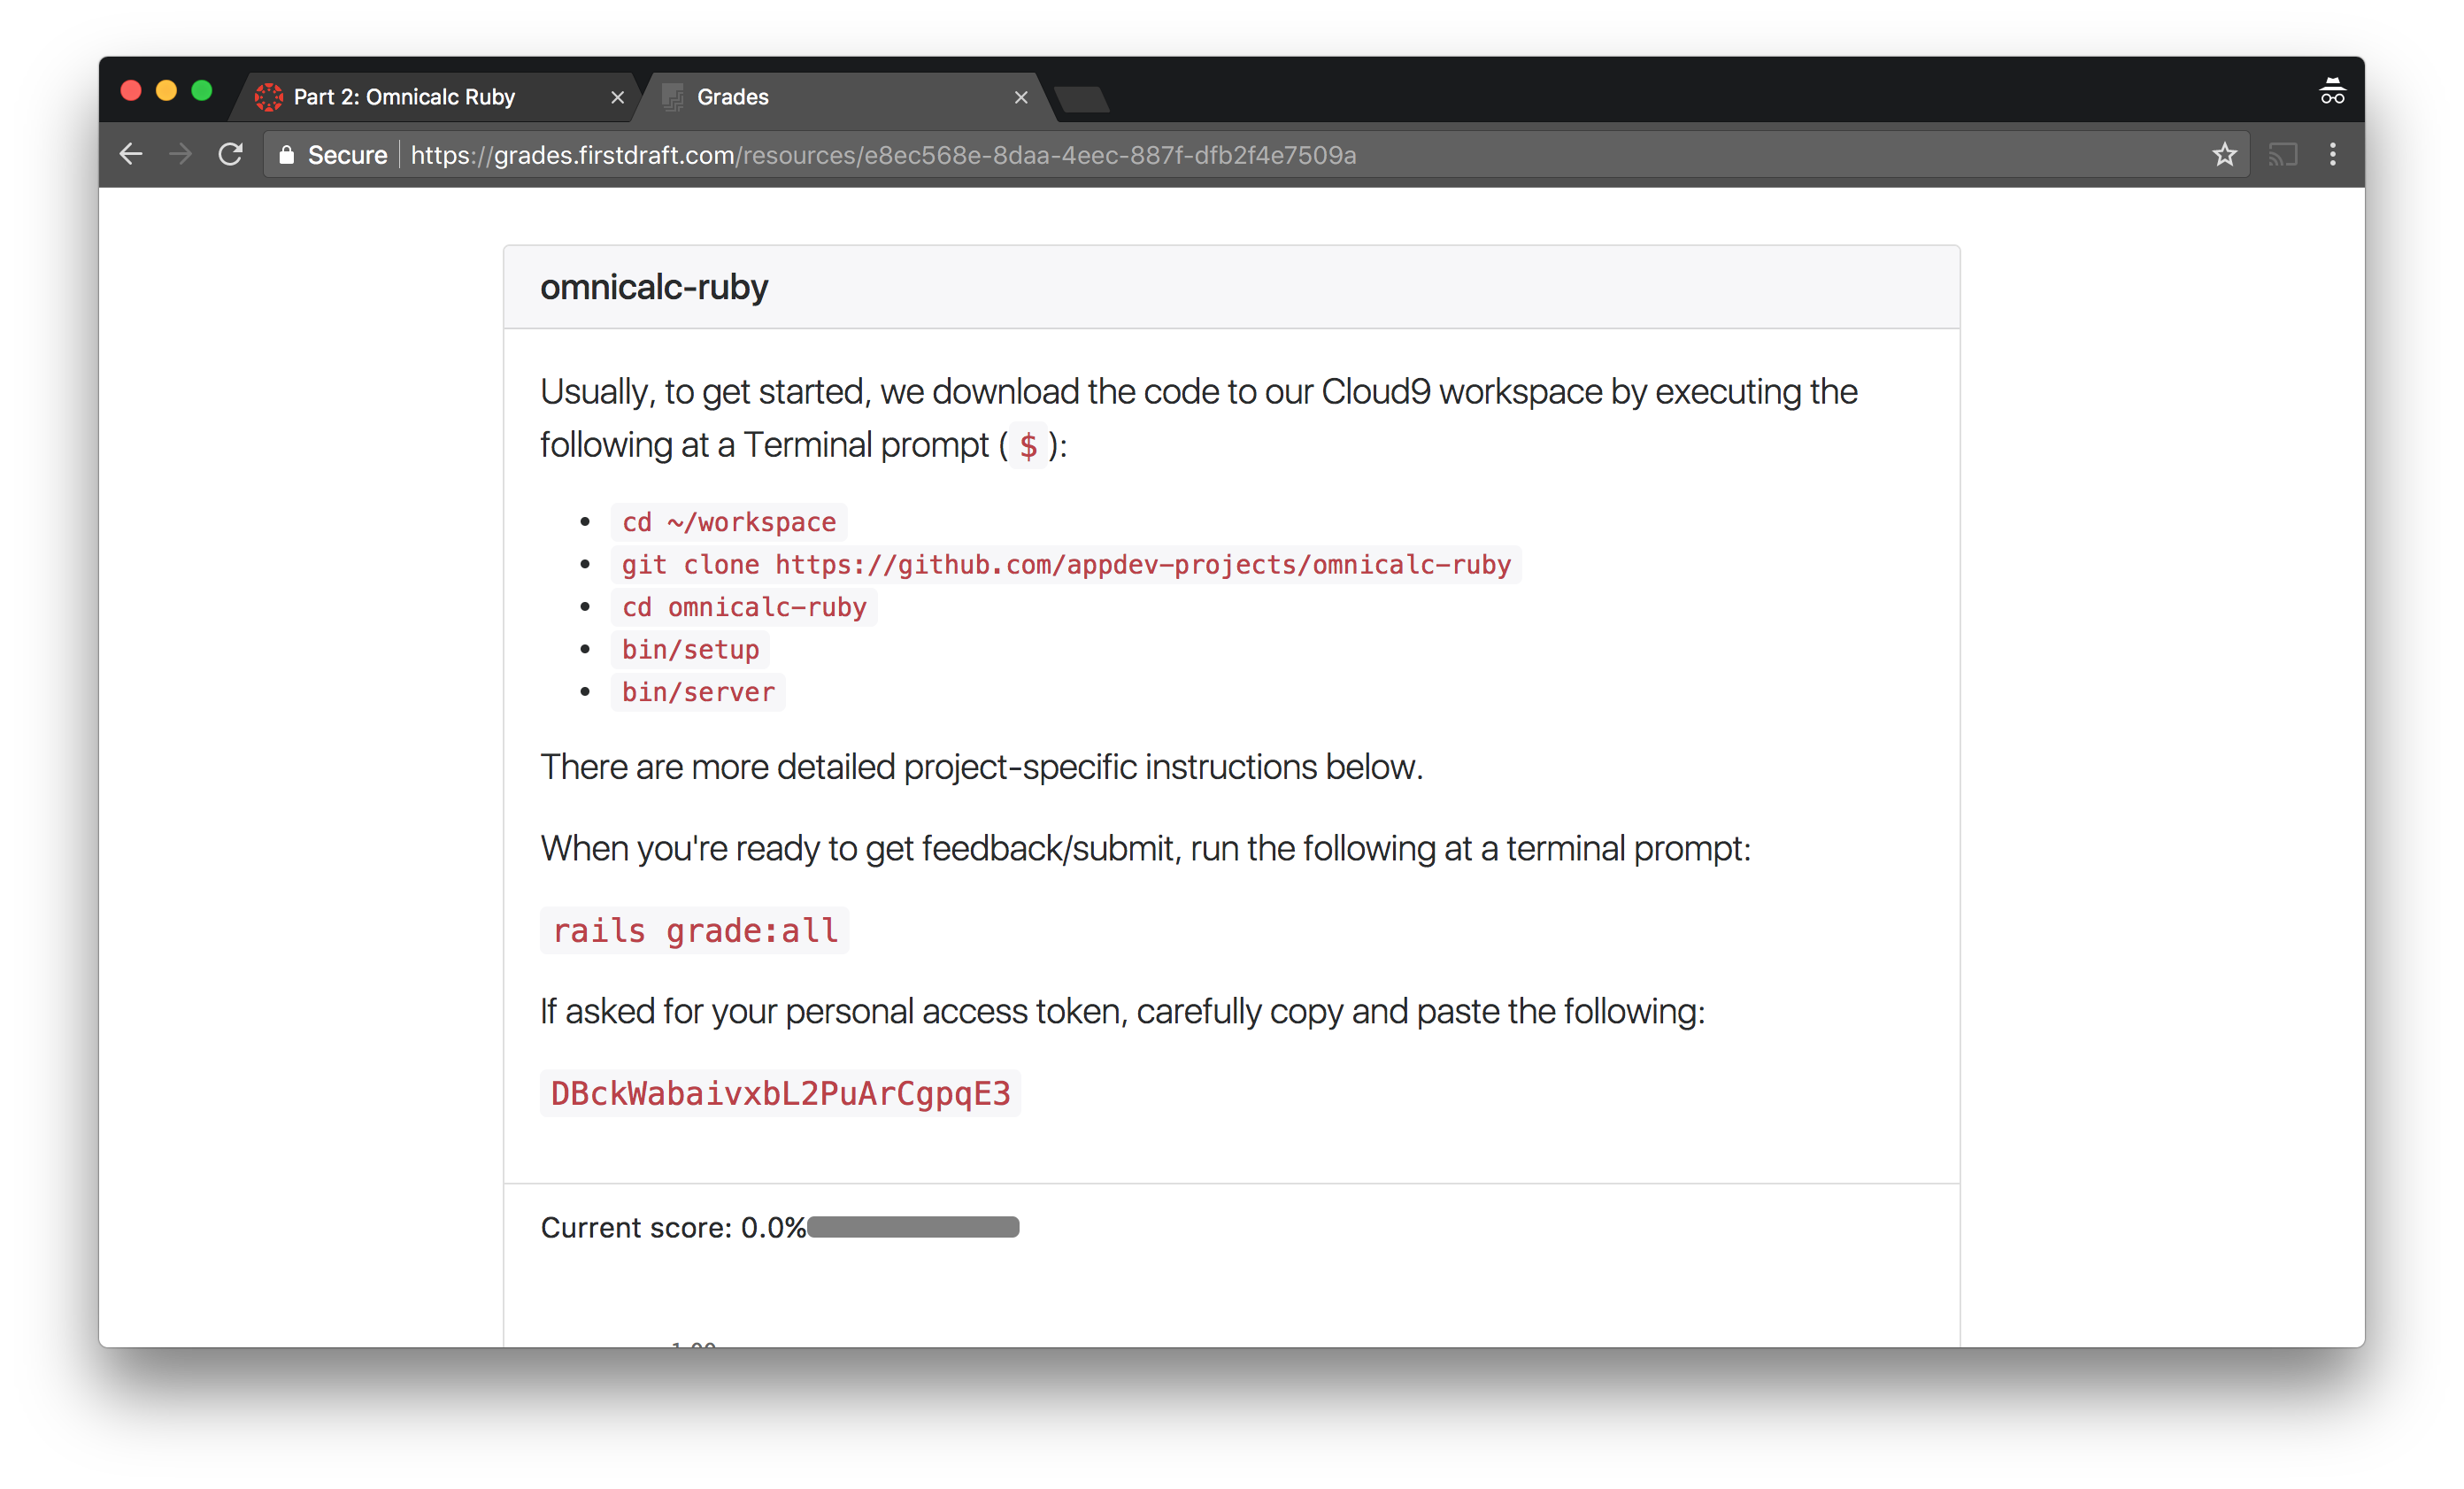 Part 2: Omnicalc Ruby
Grades
Secure https://grades.firstdraft.com/resources/e8ec568e-8daa-4eec-887f-dfb2f4e7509a
omnicalc-ruby
Usually, to get started, we download the code to our Cloud9 workspace by executing the
following at a Terminal prompt ( $ ):
• cd ~/workspace
• git clone https://github.com/appdev-projects/omnicalc-ruby
• cd omnicalc-ruby
• bin/setup
• bin/server
There are more detailed project-specific instructions below.
When you're ready to get feedback/submit, run the following at a terminal prompt:
rails grade:all
If asked for your personal access token, carefully copy and paste the following:
DBckWabaivxbL2PuArCgpqE3
Current score: 0.0%